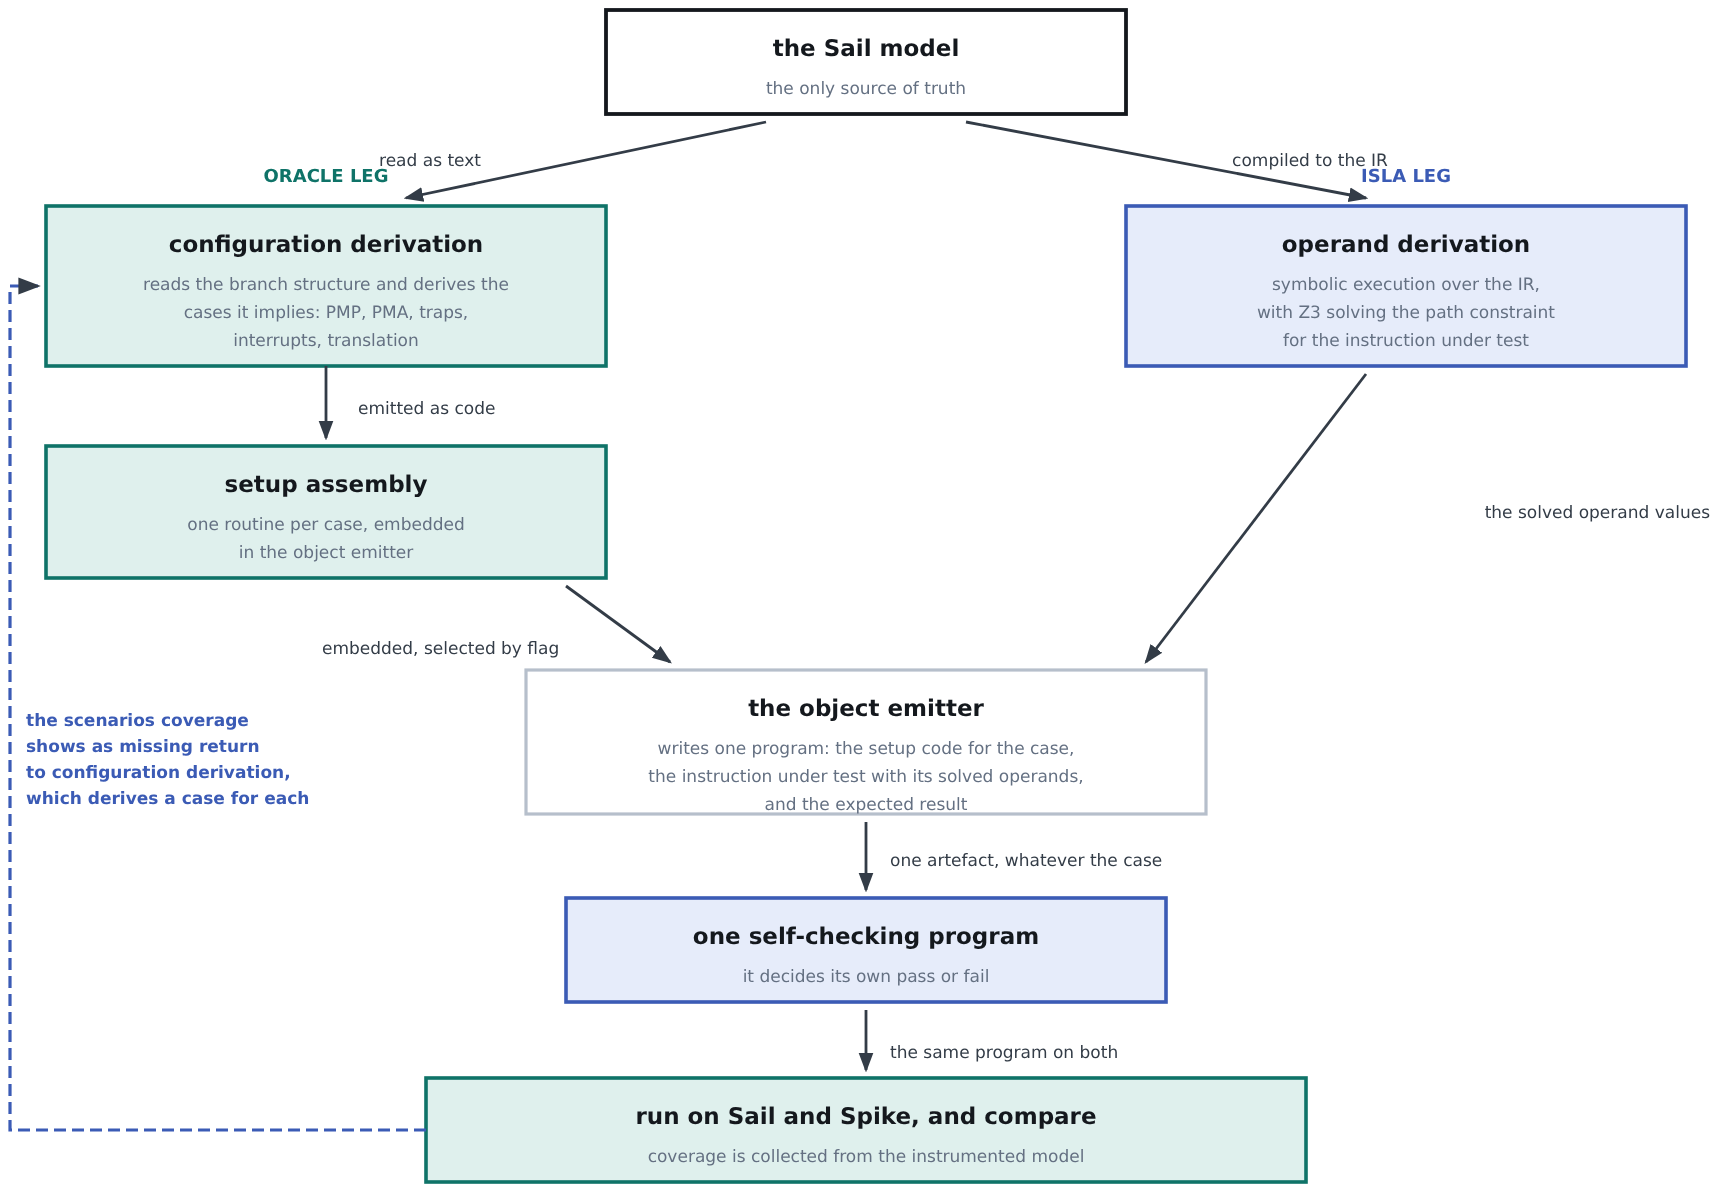 the Sail model
the only source of truth
read as text
compiled to the IR
ORACLE LEG
ISLA LEG
configuration derivation
reads the branch structure and derives the
cases it implies: PMP, PMA, traps,
interrupts, translation
operand derivation
symbolic execution over the IR,
with Z3 solving the path constraint
for the instruction under test
emitted as code
setup assembly
one routine per case, embedded
in the object emitter
the solved operand values
embedded, selected by flag
the object emitter
writes one program: the setup code for the case,
the instruction under test with its solved operands,
and the expected result
the scenarios coverage
shows as missing return
to configuration derivation,
which derives a case for each
one artefact, whatever the case
one self-checking program
it decides its own pass or fail
the same program on both
run on Sail and Spike, and compare
coverage is collected from the instrumented model